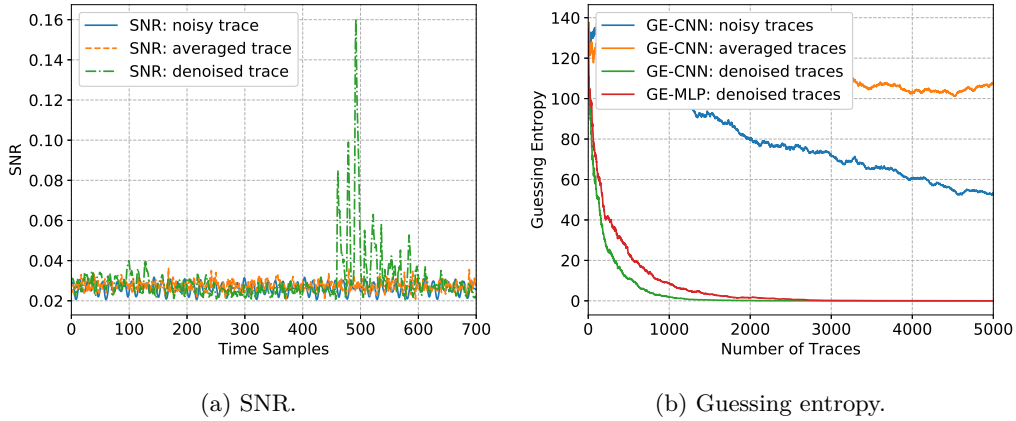 SNR: noisy trace
SNR: averaged trace
SNR: denoised trace
0.16
0.14
0.12
0.10
0.08
0.06
0.04
0.02
SNR
0 100 200 300 400 500 600 700
Time Samples
(a) SNR.
GE-CNN: noisy traces
GE-CNN: averaged traces
GE-CNN: denoised traces
GE-MLP: denoised traces
140
120
100
80
60
40
20
0
Guessing Entropy
0 1000 2000 3000 4000 5000
Number of Traces
(b) Guessing entropy.